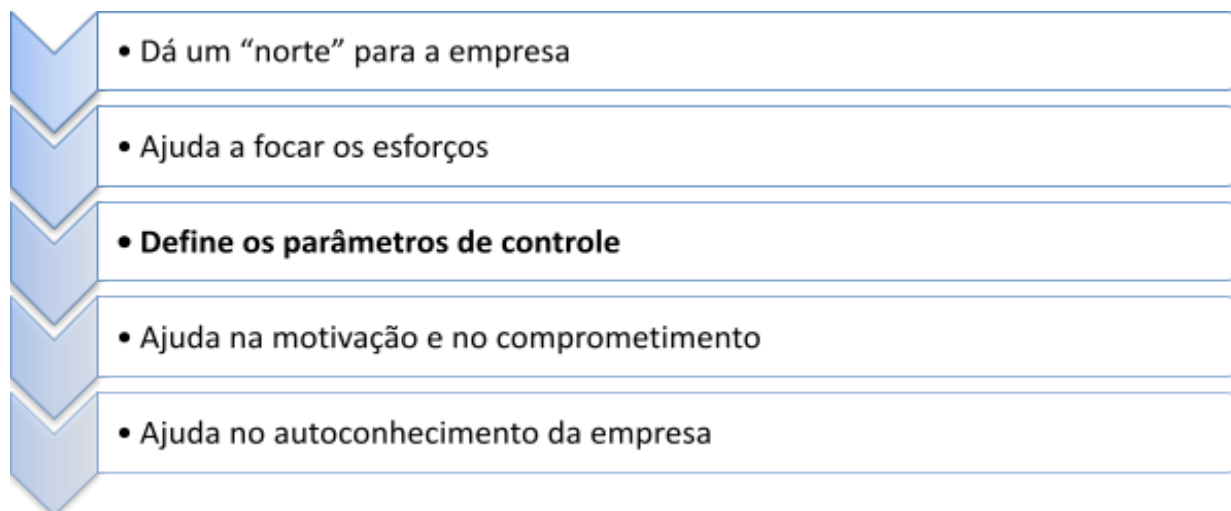 • Dá um “norte” para a empresa
• Ajuda a focar os esforços
• Define os parâmetros de controle
• Ajuda na motivação e no comprometimento
• Ajuda no autoconhecimento da empresa